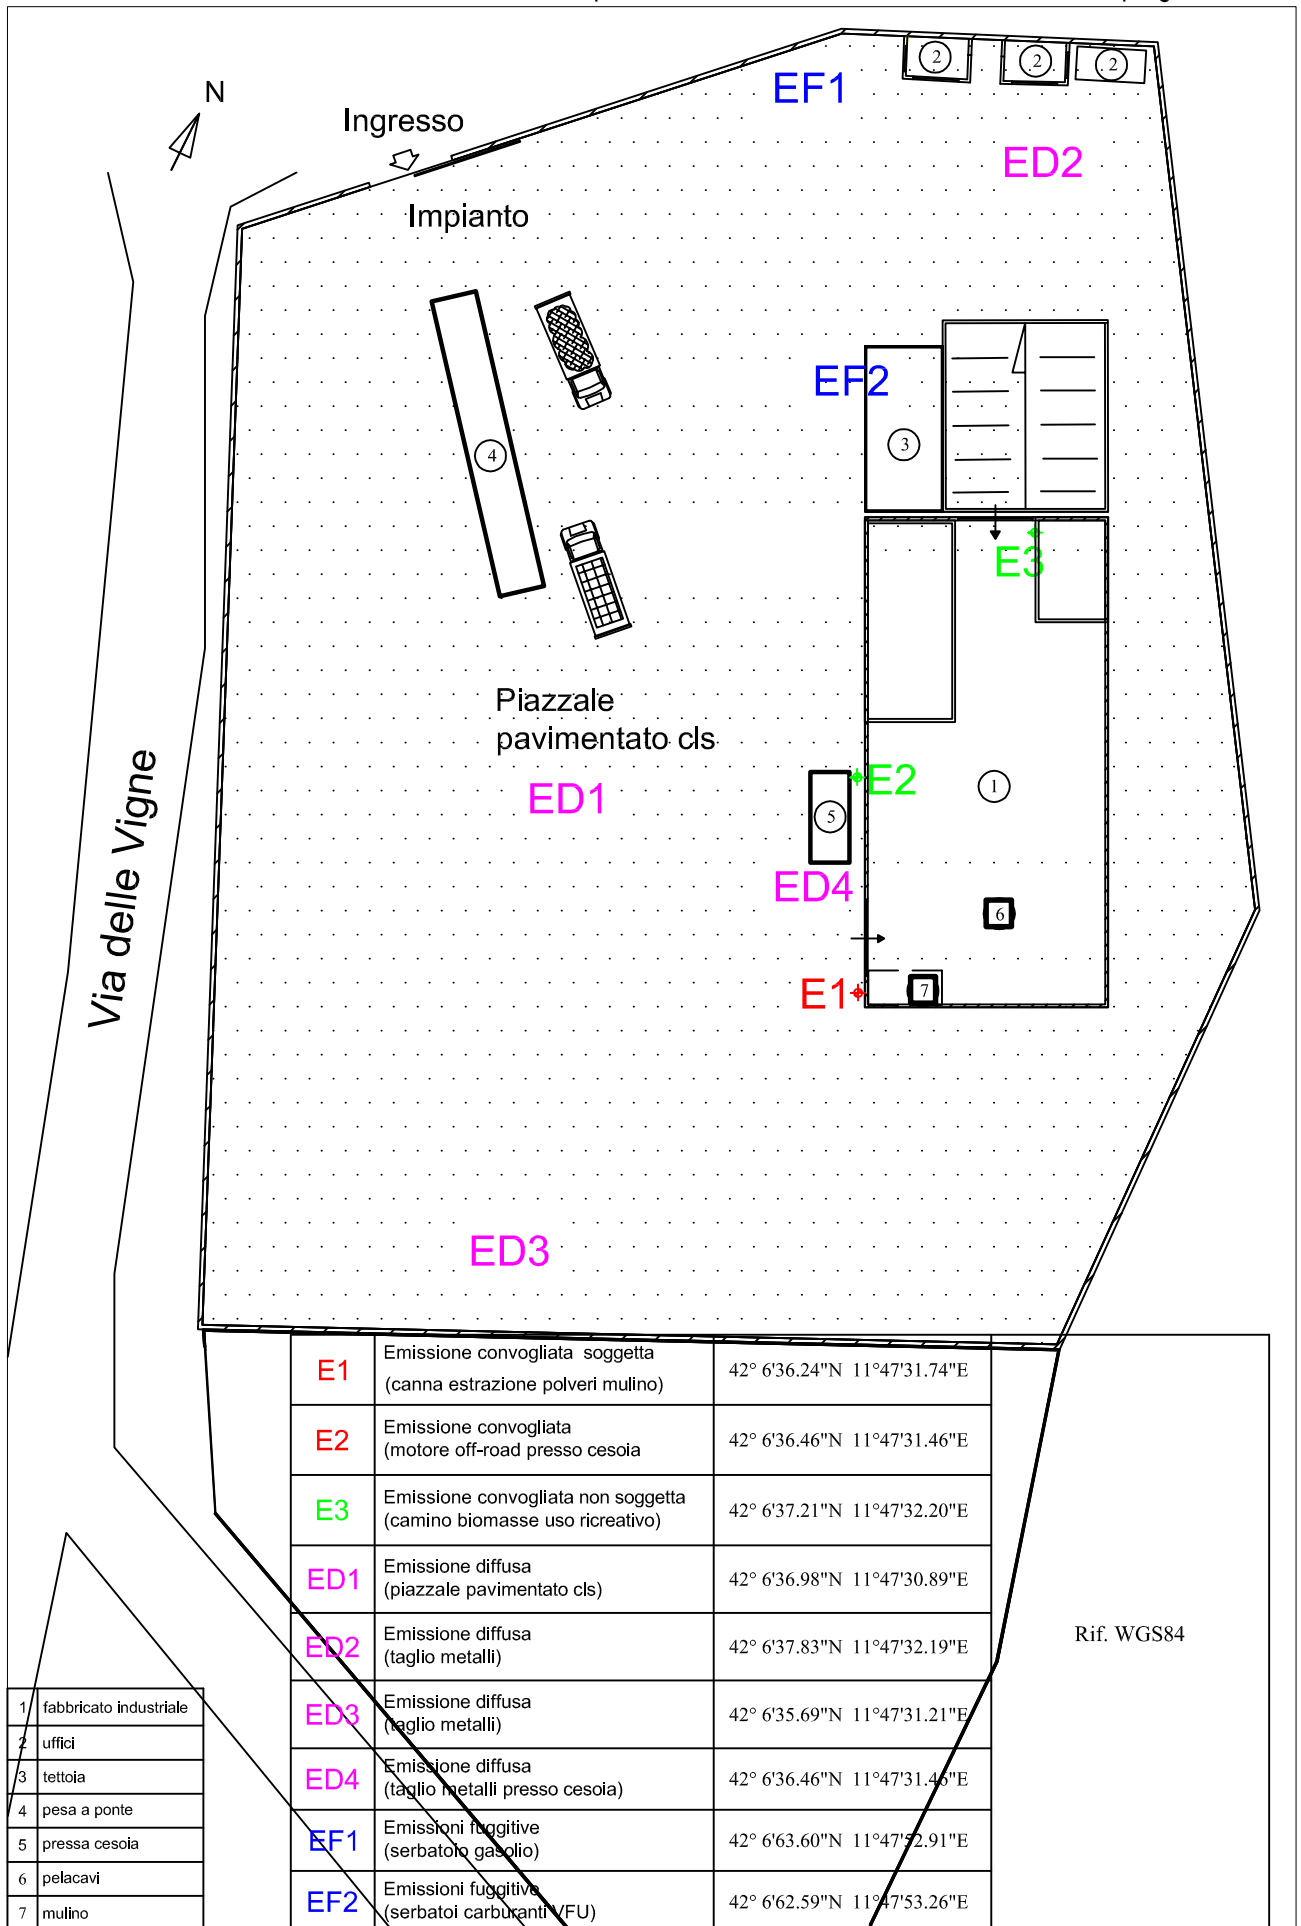 N
Ingresso
Impianto
EF1
2
2
2
ED2
EF2
3
4
E3
Piazzale
pavimentato cls
ED1
E2
1
5
ED4
6
E1
7
Via delle Vigne
ED3
E1 Emissione convogliata soggetta
(canna estrazione polveri mulino) 42° 6'36.24"N 11°47'31.74"E
E2 Emissione convogliata
(motore off-road presso cesoia 42° 6'36.46"N 11°47'31.46"E
E3 Emissione convogliata non soggetta
(camino biomasse uso ricreativo) 42° 6'37.21"N 11°47'32.20"E
ED1 Emissione diffusa
(piazzale pavimentato cls) 42° 6'36.98"N 11°47'30.89"E
ED2 Emissione diffusa
(taglio metalli) 42° 6'37.83"N 11°47'32.19"E
ED3 Emissione diffusa
(taglio metalli) 42° 6'35.69"N 11°47'31.21"E
ED4 Emissione diffusa
(taglio metalli presso cesoia) 42° 6'36.46"N 11°47'31.46"E
EF1 Emissioni fuggitive
(serbatoio gasolio) 42° 6'63.60"N 11°47'52.91"E
EF2 Emissioni fuggitive
(serbatoi carburanti VFU) 42° 6'62.59"N 11°47'53.26"E
Rif. WGS84
1 fabbricato industriale
2 uffici
3 tettoia
4 pesa a ponte
5 pressa cesoia
6 pelacavi
7 mulino